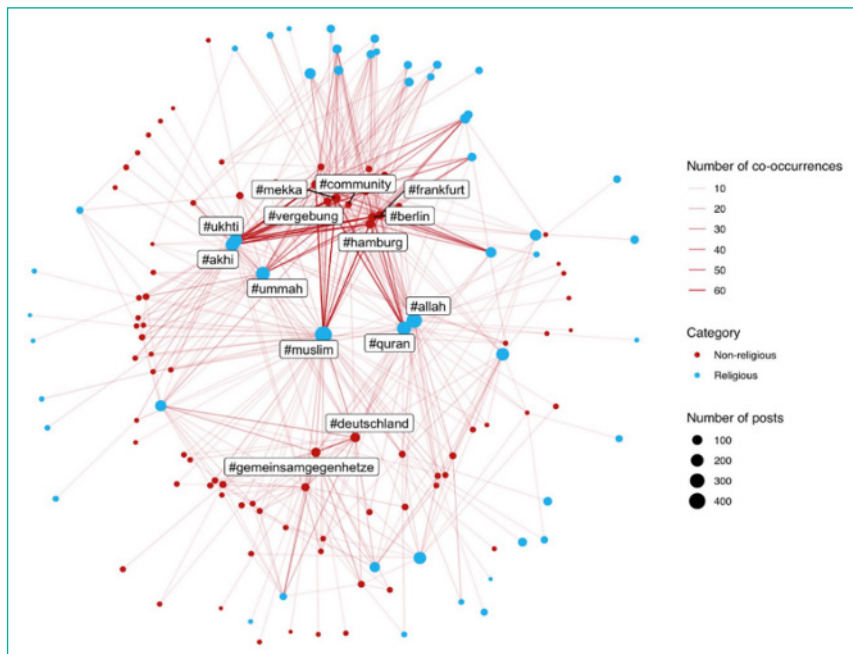 #mekka
#community
#frankfurt
#vergebung
#berlin
#ukhti
#hamburg
#akhi
#ummah
#allah
#muslim
#quran
#deutschland
#gemeinsamgegenhetze
Number of co-occurrences
10
20
30
40
50
60
Category
Non-religious
Religious
Number of posts
100
200
300
400